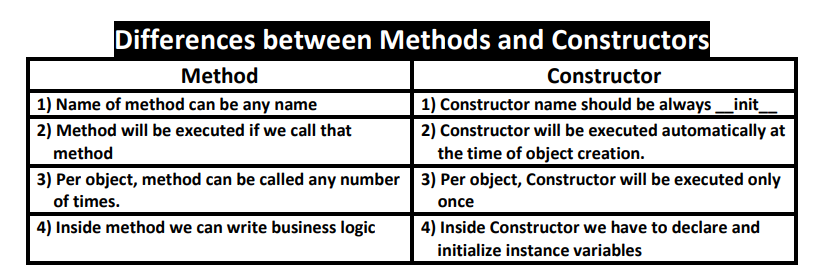 Differences between Methods and Constructors
Method
Constructor
1) Name of method can be any name
1) Constructor name should be always __init__
2) Method will be executed if we call that
method
2) Constructor will be executed automatically at
the time of object creation.
3) Per object, method can be called any number
of times.
3) Per object, Constructor will be executed only
once
4) Inside method we can write business logic
4) Inside Constructor we have to declare and
initialize instance variables